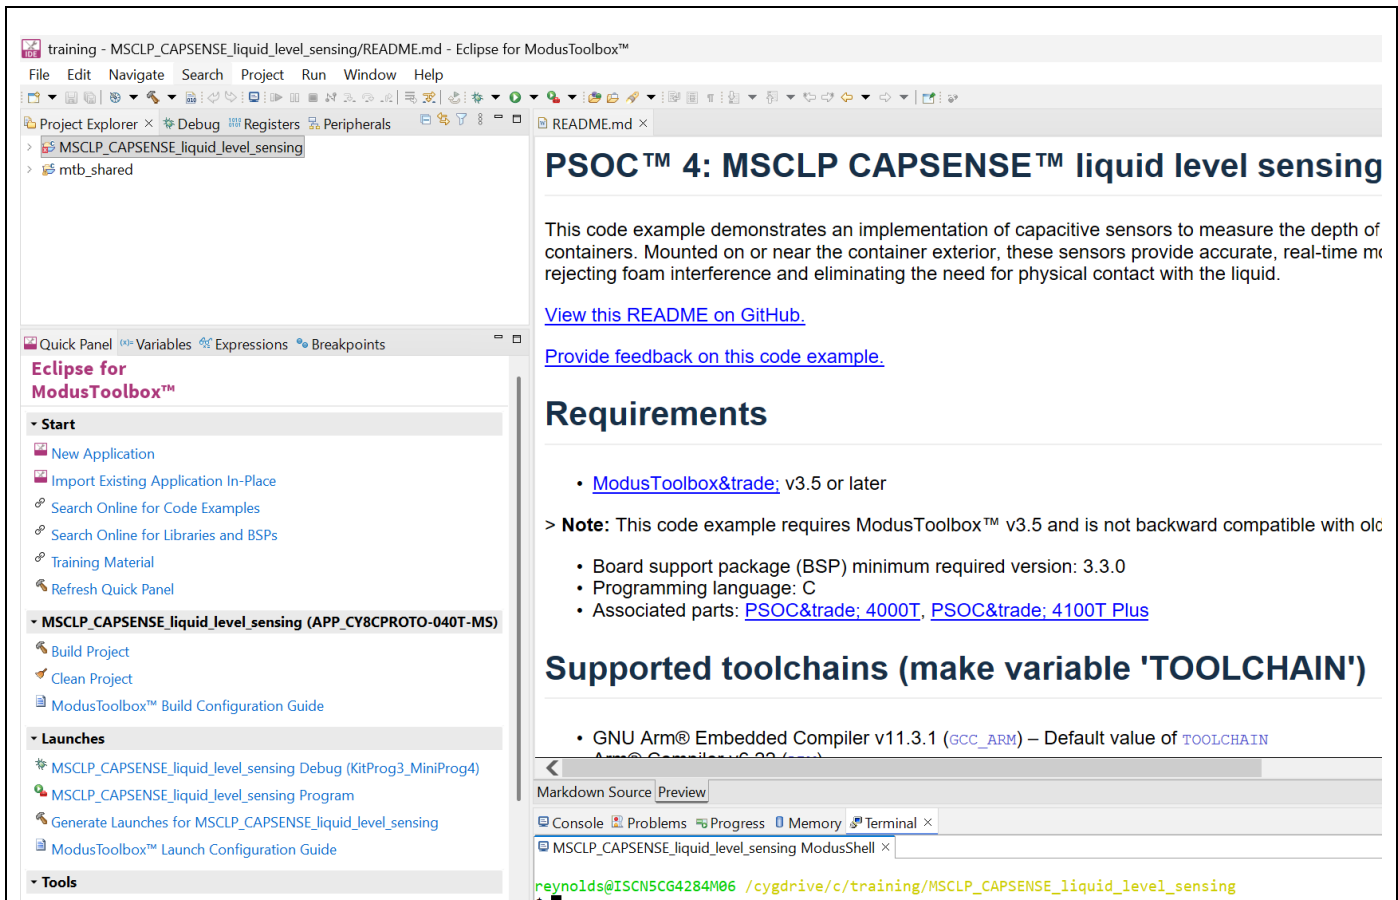 training - MSCLP_CAPSENSE_liquid_level_sensing/README.md - Eclipse for ModusToolbox™
File Edit Navigate Search Project Run Window Help
Project Explorer × Debug Registers Peripherals
MSCLP_CAPSENSE_liquid_level_sensing
mtb_shared
Quick Panel Variables Expressions Breakpoints
Eclipse for
ModusToolbox™
Start
New Application
Import Existing Application In-Place
Search Online for Code Examples
Search Online for Libraries and BSPs
Training Material
Refresh Quick Panel
MSCLP_CAPSENSE_liquid_level_sensing (APP_CY8CPROTO-040T-MS)
Build Project
Clean Project
ModusToolbox™ Build Configuration Guide
Launches
MSCLP_CAPSENSE_liquid_level_sensing Debug (KitProg3_MiniProg4)
MSCLP_CAPSENSE_liquid_level_sensing Program
Generate Launches for MSCLP_CAPSENSE_liquid_level_sensing
ModusToolbox™ Launch Configuration Guide
Tools
README.md ×
PSOC™ 4: MSCLP CAPSENSE™ liquid level sensing
This code example demonstrates an implementation of capacitive sensors to measure the depth of
containers. Mounted on or near the container exterior, these sensors provide accurate, real-time
rejecting foam interference and eliminating the need for physical contact with the liquid.
View this README on GitHub.
Provide feedback on this code example.
Requirements
• ModusToolbox&trade; v3.5 or later
> Note: This code example requires ModusToolbox™ v3.5 and is not backward compatible with
• Board support package (BSP) minimum required version: 3.3.0
• Programming language: C
• Associated parts: PSOC&trade; 4000T, PSOC&trade; 4100T Plus
Supported toolchains (make variable 'TOOLCHAIN')
• GNU Arm® Embedded Compiler v11.3.1 (GCC_ARM) – Default value of TOOLCHAIN
Markdown Source Preview
Console Problems Progress Memory Terminal ×
MSCLP_CAPSENSE_liquid_level_sensing ModusShell ×
reynolds@ISCN5CG4284M06 /cygdrive/c/training/MSCLP_CAPSENSE_liquid_level_sensing